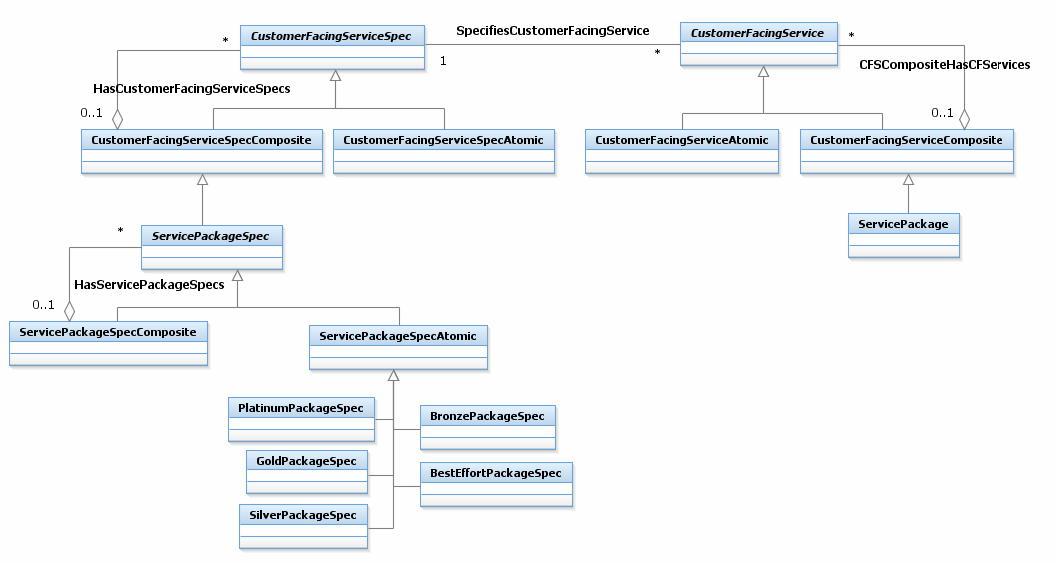 SpecifiesCustomerFacingService
CustomerFacingServiceSpec
CustomerFacingService
*
*
1
*
CFSCompositeHasCFServices
HasCustomerFacingServiceSpecs
0..1
0..1
CustomerFacingServiceSpecComposite
CustomerFacingServiceSpecAtomic
CustomerFacingServiceAtomic
CustomerFacingServiceComposite
ServicePackage
*
ServicePackageSpec
HasServicePackageSpecs
0..1
ServicePackageSpecComposite
ServicePackageSpecAtomic
PlatinumPackageSpec
BronzePackageSpec
GoldPackageSpec
BestEffortPackageSpec
SilverPackageSpec